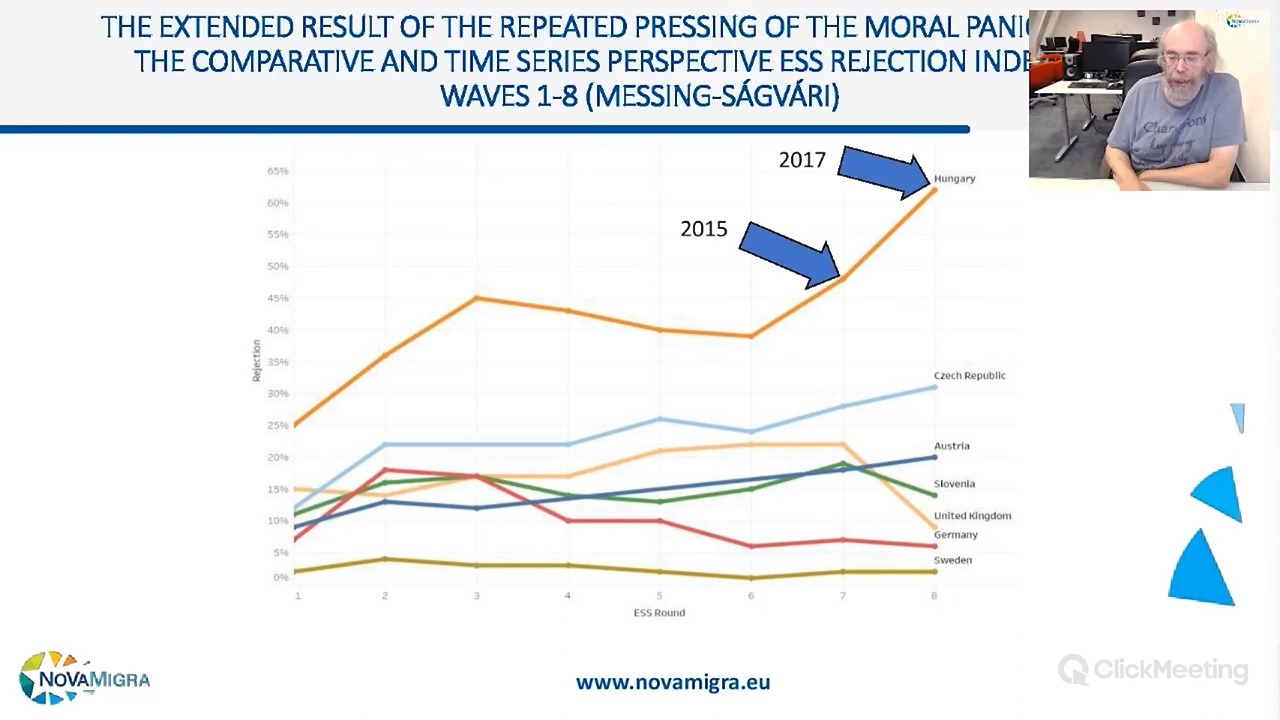 THE EXTENDED RESULT OF THE REPEATED PRESSING OF THE MORAL PANIC
THE COMPARATIVE AND TIME SERIES PERSPECTIVE ESS REJECTION INDE
WAVES 1-8 (MESSING-SÁGVÁRI)
2017
2015
Hungary
Czech Republic
Austria
Slovenia
United Kingdom
Germany
Sweden
Rejection
65%
60%
55%
50%
45%
40%
35%
30%
25%
20%
15%
10%
5%
0%
1 2 3 4 5 6 7 8
ESS Round
NOVAMIGRA
www.novamigra.eu
ClickMeeting